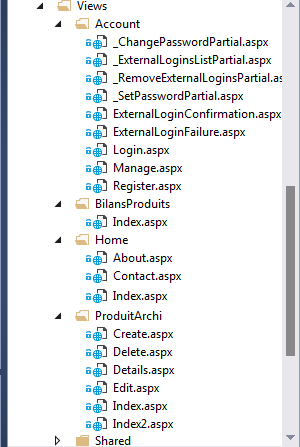 Views
Account
_ChangePasswordPartial.aspx
_ExternalLoginsListPartial.aspx
_RemoveExternalLoginsPartial.as
_SetPasswordPartial.aspx
ExternalLoginConfirmation.aspx
ExternalLoginFailure.aspx
Login.aspx
Manage.aspx
Register.aspx
BilansProduits
Index.aspx
Home
About.aspx
Contact.aspx
Index.aspx
ProduitArchi
Create.aspx
Delete.aspx
Details.aspx
Edit.aspx
Index.aspx
Index2.aspx
Shared